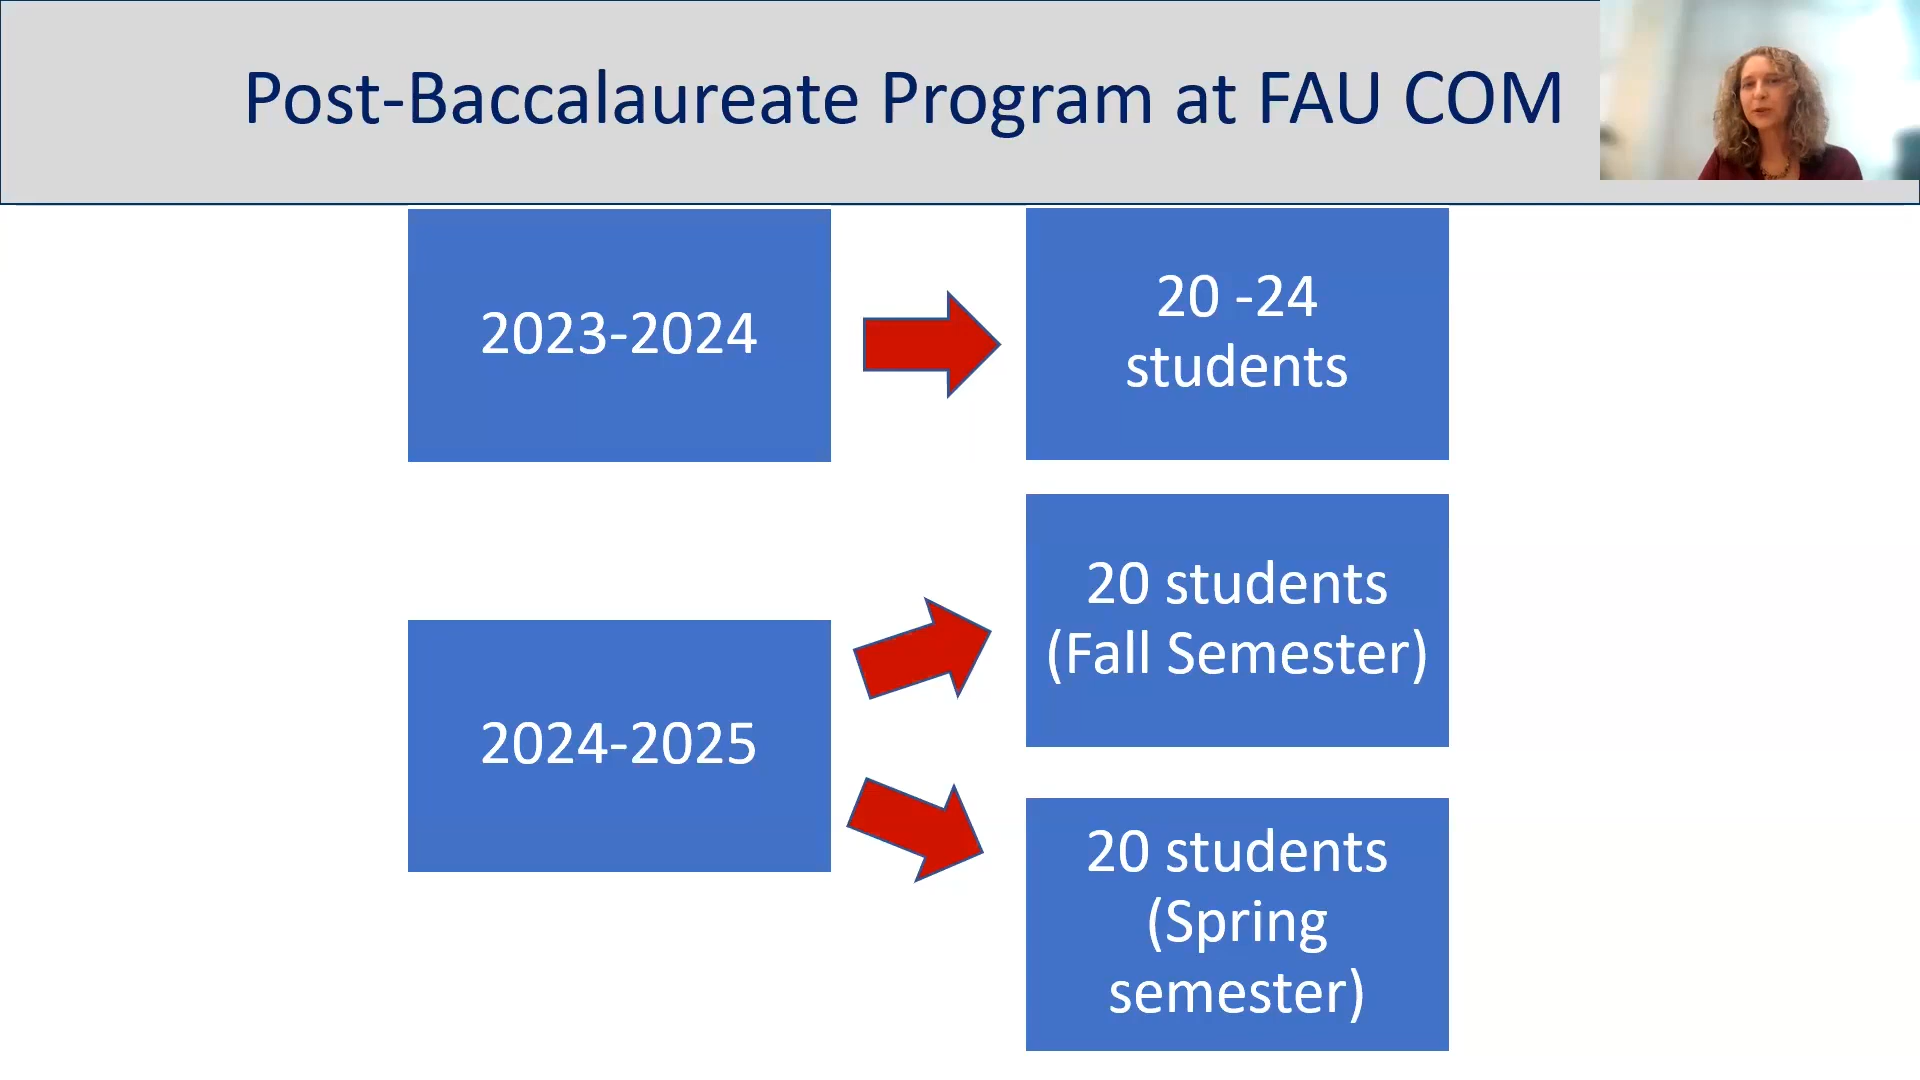 Post-Baccalaureate Program at FAU COM
2023-2024
20 -24
students
2024-2025
20 students
(Fall Semester)
20 students
(Spring
semester)